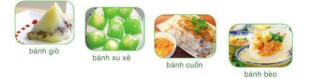 bánh giò
bánh xu xê
bánh cuốn
bánh bèo